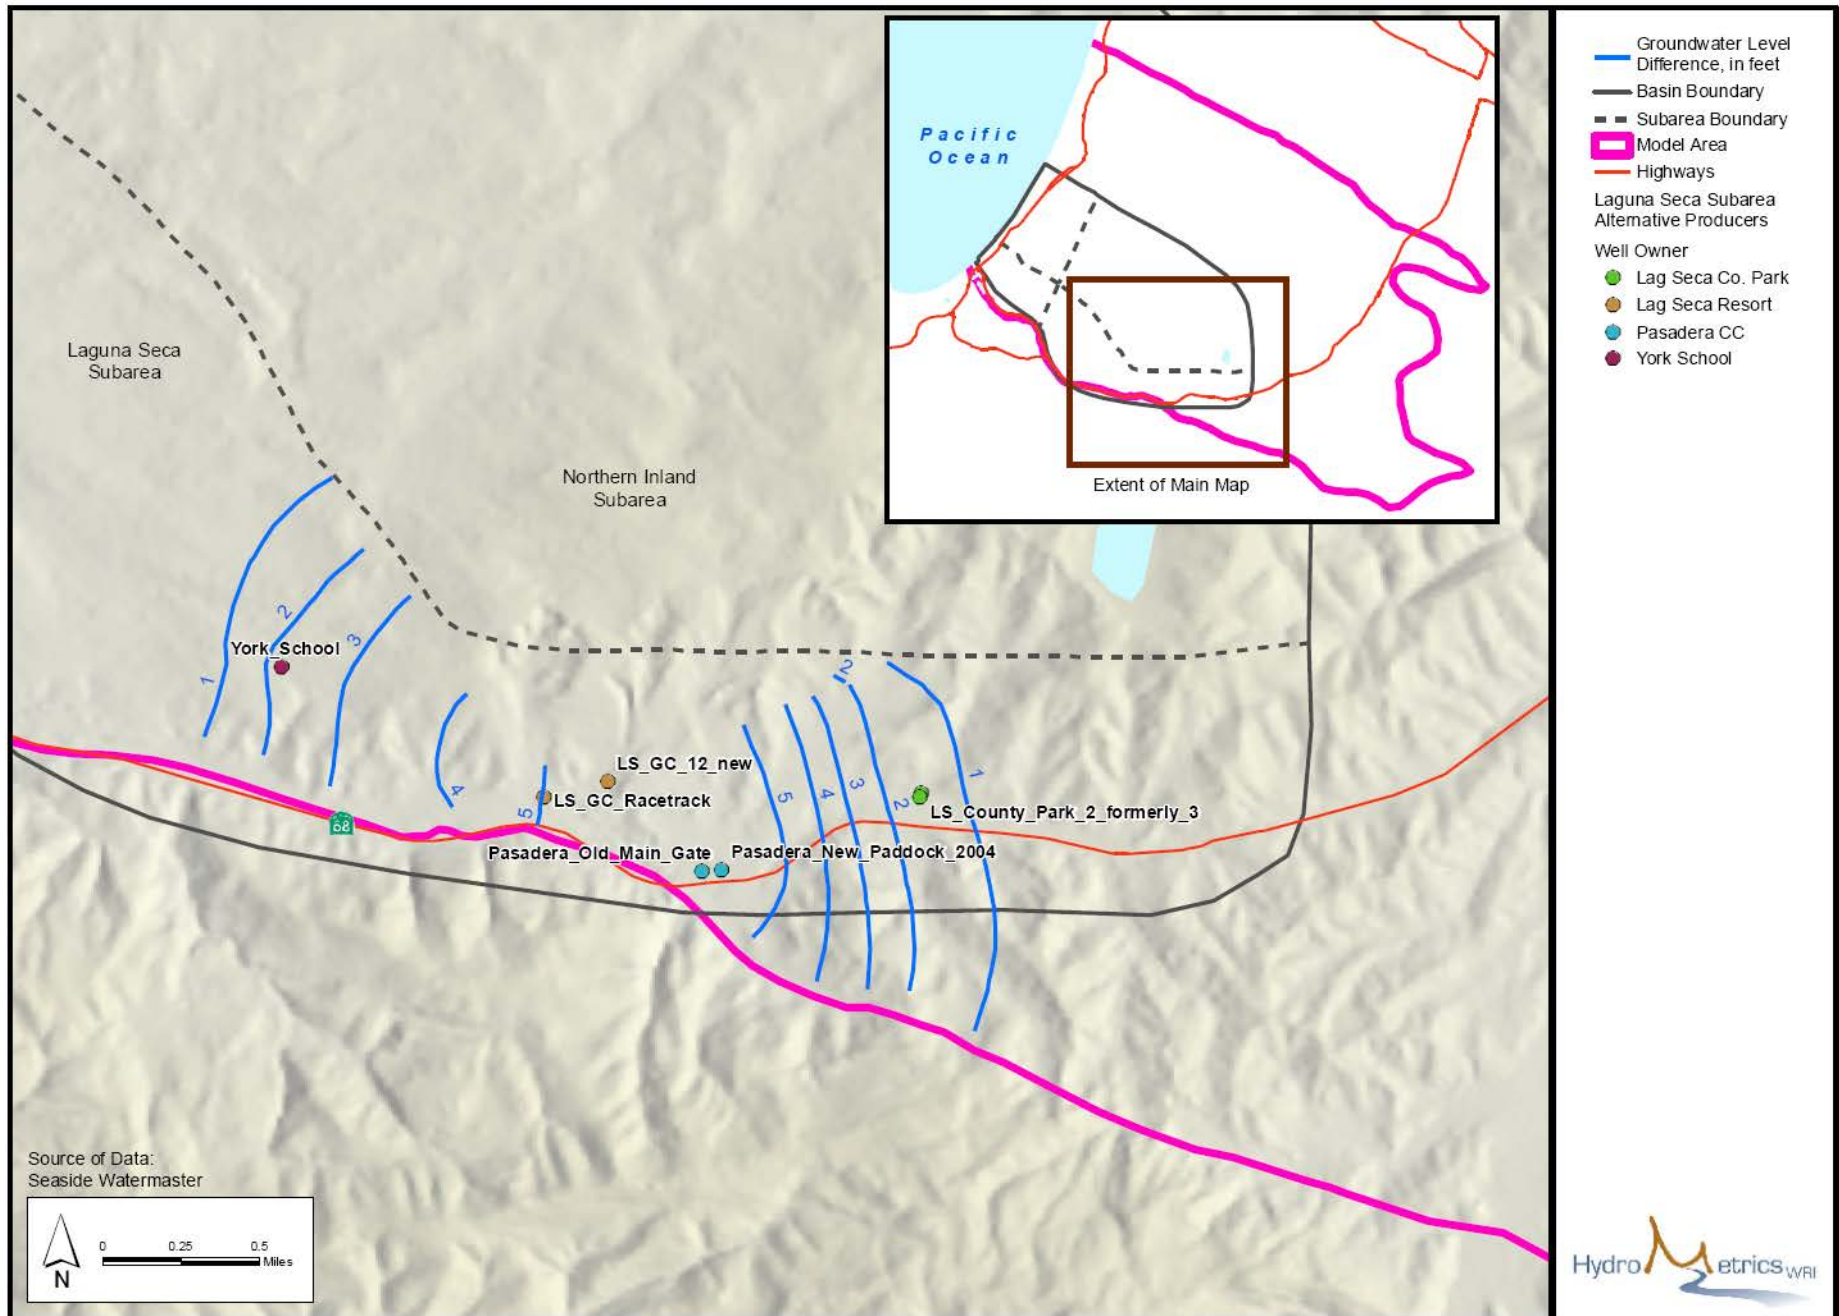 Pacific
Ocean
Extent of Main Map
Laguna Seca
Subarea
Northern Inland
Subarea
1
2
3
York_School
4
5
LS_GC_12_new
LS_GC_Racetrack
68
Pasadera_Old_Main_Gate
Pasadera_New_Paddock_2004
5
4
3
2
2
1
LS_County_Park_2_formerly_3
Source of Data:
Seaside Watermaster
N
0 0.25 0.5
Miles
Groundwater Level
Difference, in feet
Basin Boundary
Subarea Boundary
Model Area
Highways
Laguna Seca Subarea
Alternative Producers
Well Owner
Lag Seca Co. Park
Lag Seca Resort
Pasadera CC
York School
HydroMetrics WRI